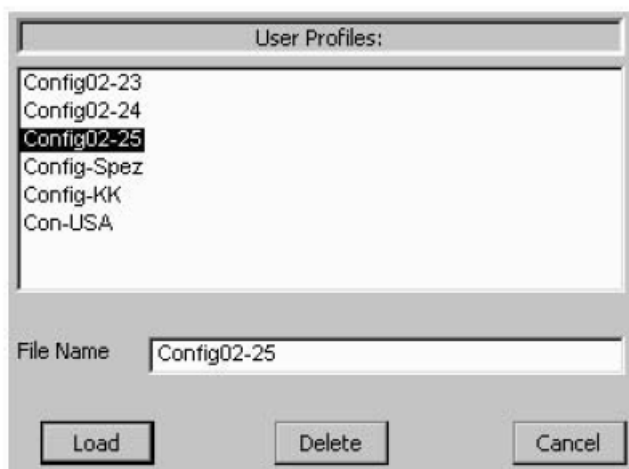 User Profiles:
Config02-23
Config02-24
Config02-25
Config-Spez
Config-KK
Con-USA
File Name Config02-25
Load Delete Cancel